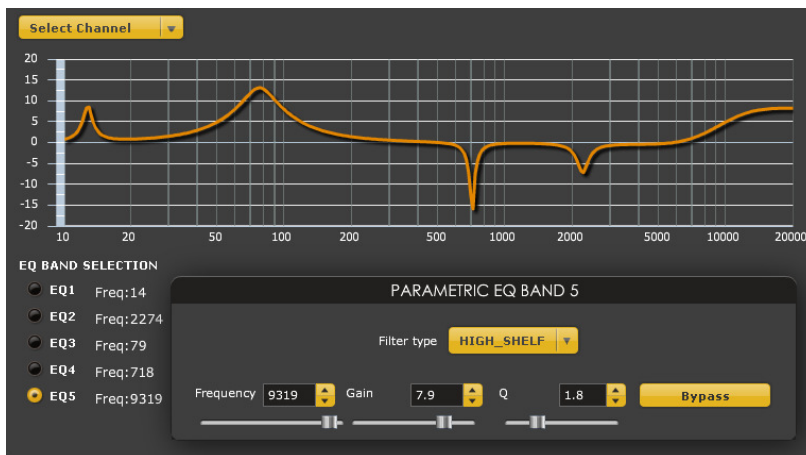 Select Channel
20
15
10
5
0
-5
-10
-15
-20
10 20 50 100 200 500 1000 2000 5000 10000 20000
EQ BAND SELECTION
EQ1 Freq:14
EQ2 Freq:2274
EQ3 Freq:79
EQ4 Freq:718
EQ5 Freq:9319
PARAMETRIC EQ BAND 5
Filter type HIGH_SHELF
Frequency 9319 Gain 7.9 Q 1.8 Bypass